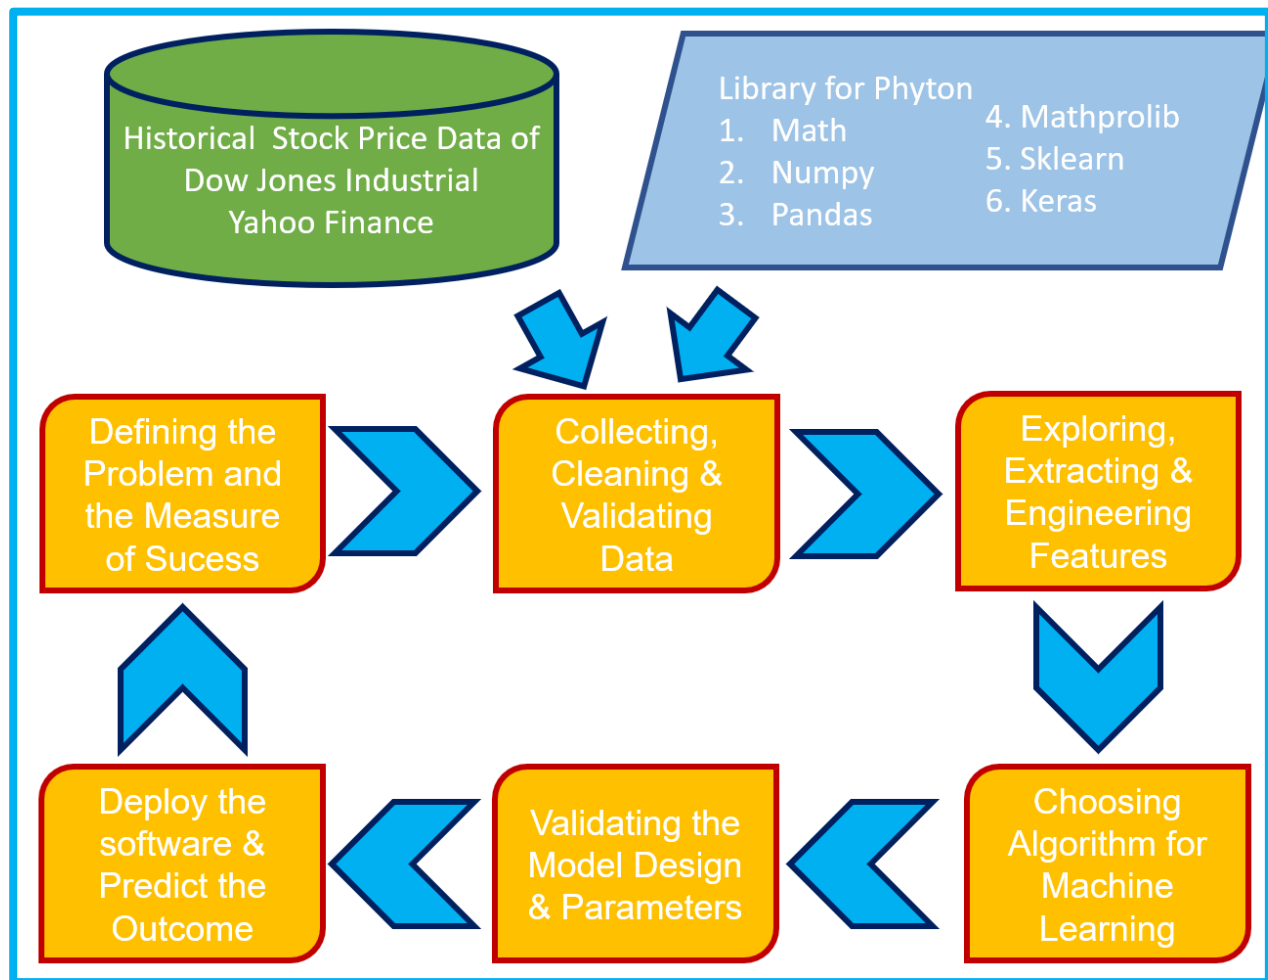 Historical  Stock Price Data of
Dow Jones Industrial
Yahoo Finance
Library for Phyton
1. Math
2. Numpy
3. Pandas
4. Mathprolib
5. Sklearn
6. Keras
Defining the
Problem and
the Measure
of Sucess
Collecting,
Cleaning &
Validating
Data
Exploring,
Extracting &
Engineering
Features
Choosing
Algorithm for
Machine
Learning
Validating the
Model Design
& Parameters
Deploy the
software &
Predict the
Outcome